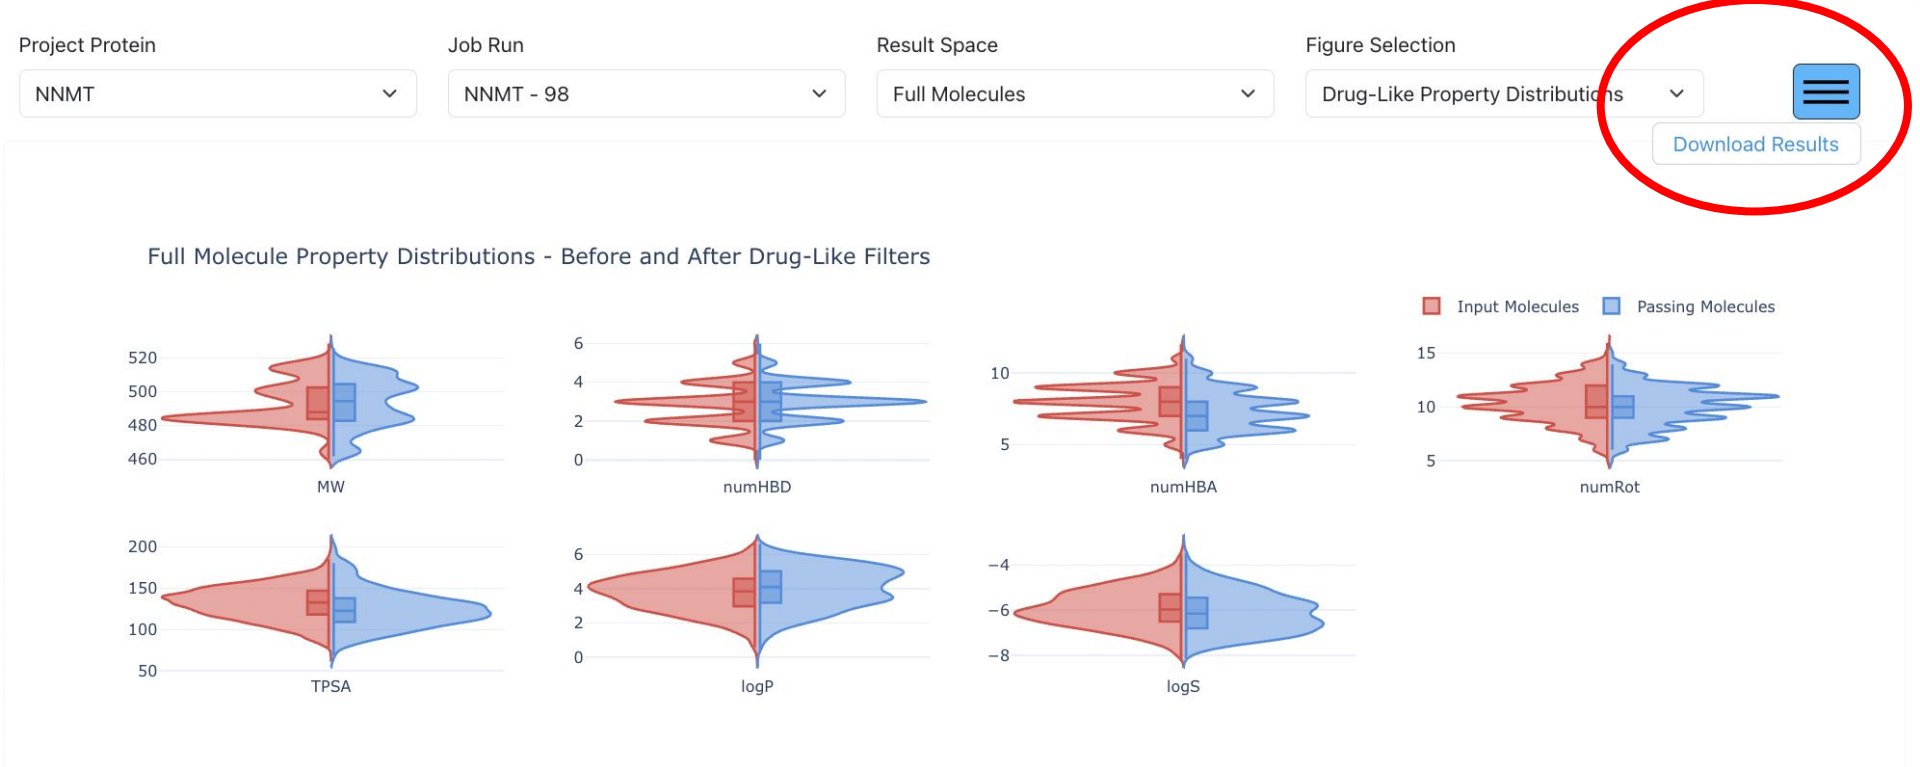 Project Protein
Job Run
Result Space
Figure Selection
NNMT
NNMT - 98
Full Molecules
Drug-Like Property Distributions
Download Results
Full Molecule Property Distributions - Before and After Drug-Like Filters
Input Molecules
Passing Molecules
520
500
480
460
MW
6
4
2
0
numHBD
10
5
numHBA
15
10
5
numRot
200
150
100
50
TPSA
6
4
2
0
logP
−4
−6
−8
logS